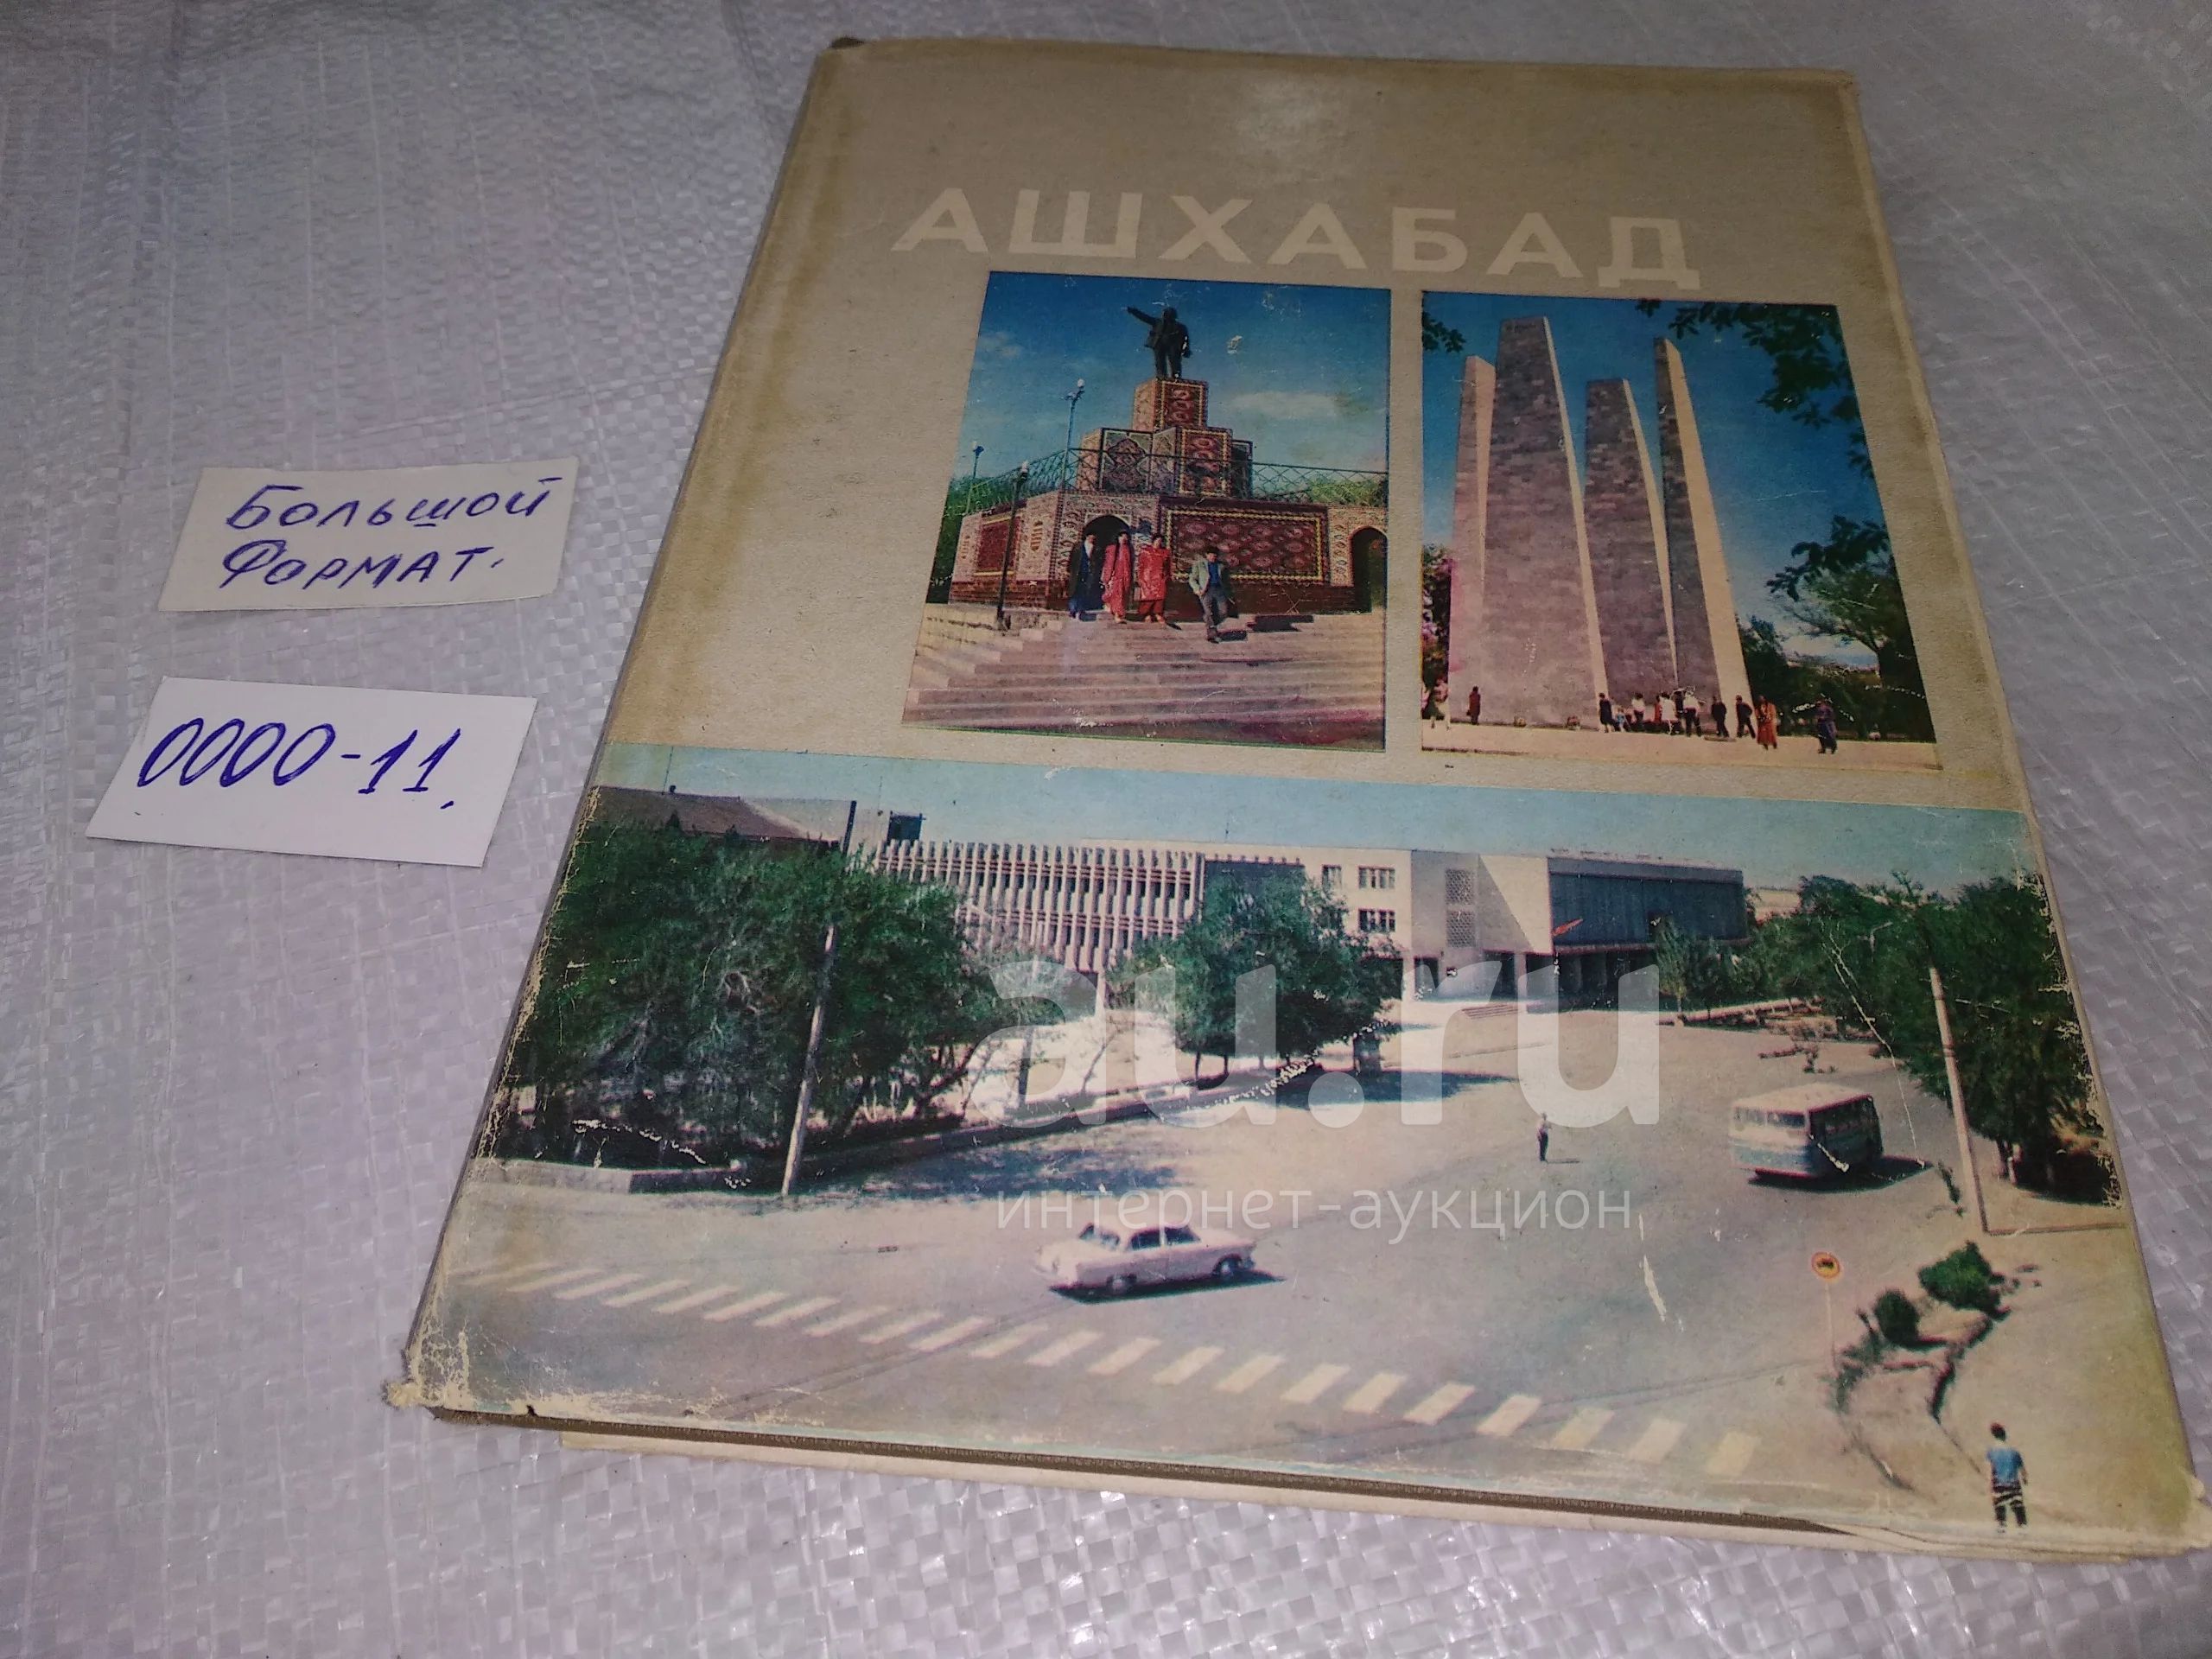 АШХАБАД
БОЛЬШОЙ
ФОРМАТ.
0000-11.
au.ru
интернет-аукцион